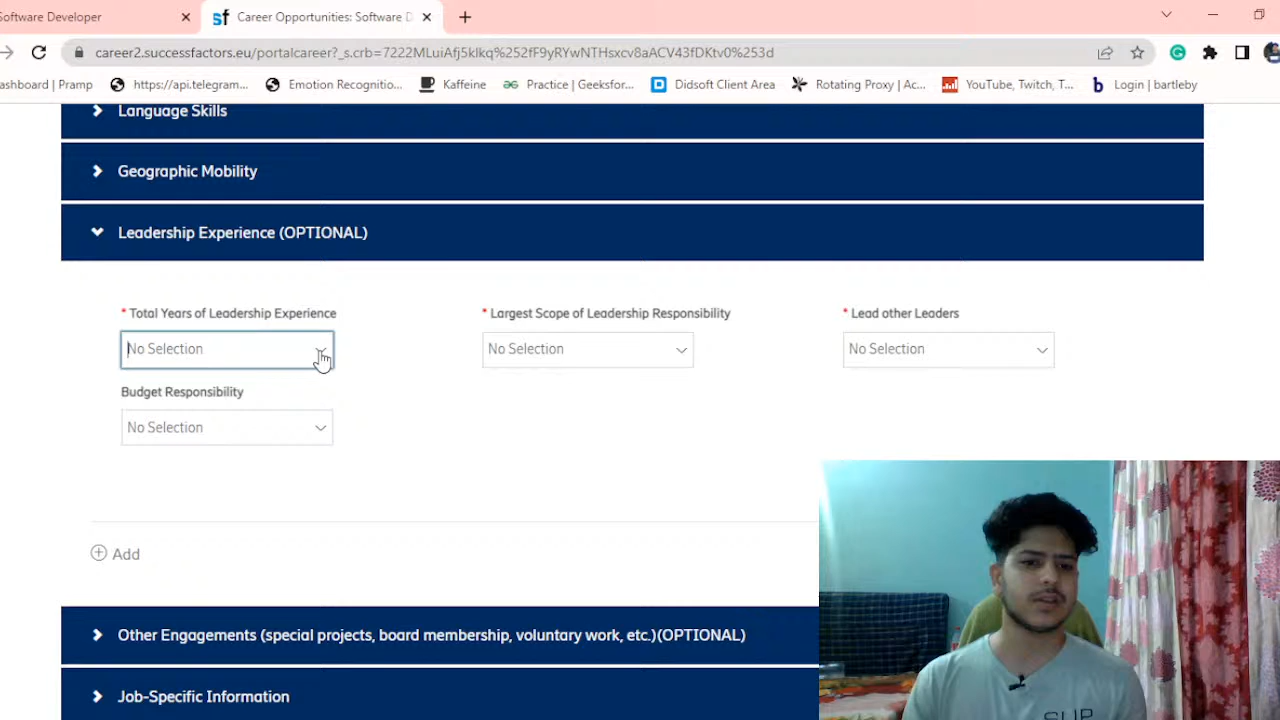 Software Developer
sf Career Opportunities: Software D
career2.successfactors.eu/portalcareer?_s.crb=7222MLuiAfj5kIkq%252fF9yRYwNTHsxcv8aACV43fDKtv0%253d
ashboard | Pramp https://api.telegram... Emotion Recognitio... Kaffeine Practice | Geeksfor... Didsoft Client Area Rotating Proxy | Ac... YouTube, Twitch, T... Login | bartleby
Language Skills
Geographic Mobility
Leadership Experience (OPTIONAL)
* Total Years of Leadership Experience * Largest Scope of Leadership Responsibility * Lead other Leaders
No Selection No Selection No Selection
Budget Responsibility
No Selection
Add
Other Engagements (special projects, board membership, voluntary work, etc.)(OPTIONAL)
Job-Specific Information